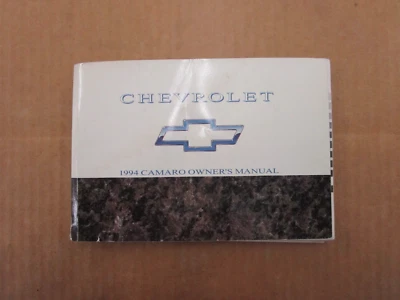 CHEVROLET
1994 CAMARO OWNER'S MANUAL